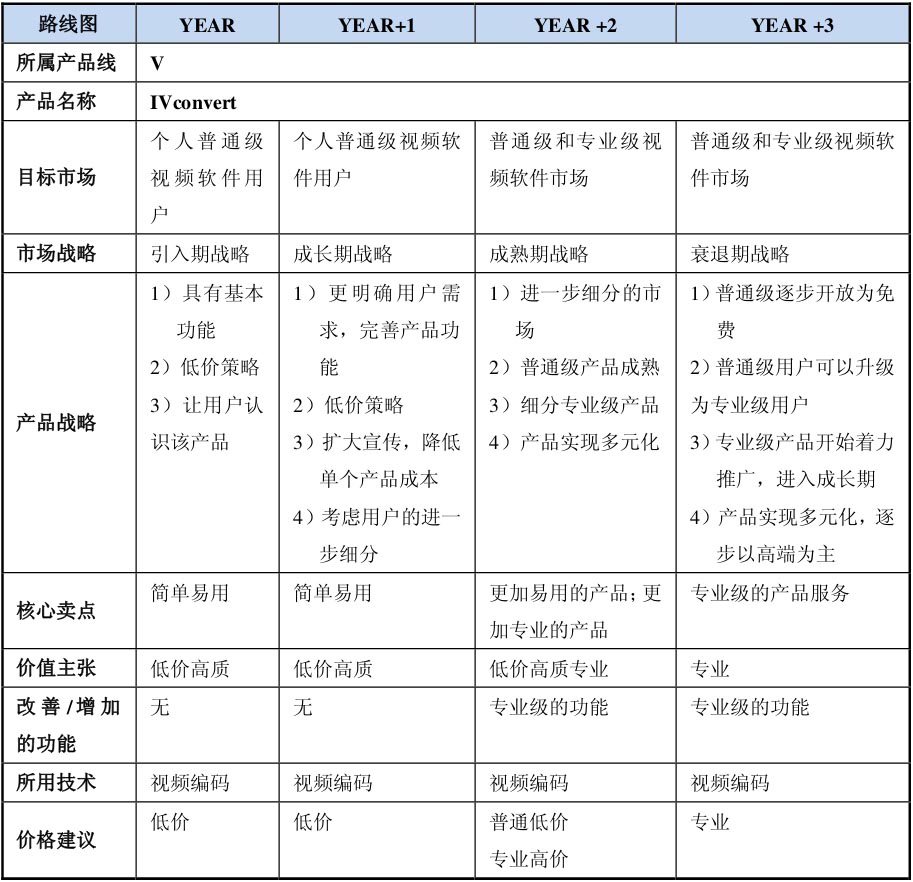 路线图 YEAR YEAR+1 YEAR +2 YEAR +3
所属产品线 V
产品名称 IVconvert
目标市场
个人普通级
视频软件用
户
个人普通级视频软
件用户
普通级和专业级视
频软件市场
普通级和专业级视频软
件市场
市场战略 引入期战略 成长期战略 成熟期战略 衰退期战略
产品战略
1）具有基本
功能
2）低价策略
3）让用户认
识该产品
1）更明确用户需
求，完善产品功
能
2）低价策略
3）扩大宣传，降低
单个产品成本
4）考虑用户的进一
步细分
1）进一步细分的市
场
2）普通级产品成熟
3）细分专业级产品
4）产品实现多元化
1）普通级逐步开放为免
费
2）普通级用户可以升级
为专业级用户
3）专业级产品开始着力
推广，进入成长期
4）产品实现多元化，逐
步以高端为主
核心卖点
简单易用
简单易用
更加易用的产品；更
加专业的产品
专业级的产品服务
价值主张 低价高质 低价高质 低价高质专业 专业
改善/增加
的功能
无
无
专业级的功能
专业级的功能
所用技术 视频编码 视频编码 视频编码 视频编码
价格建议
低价
低价
普通低价
专业高价
专业